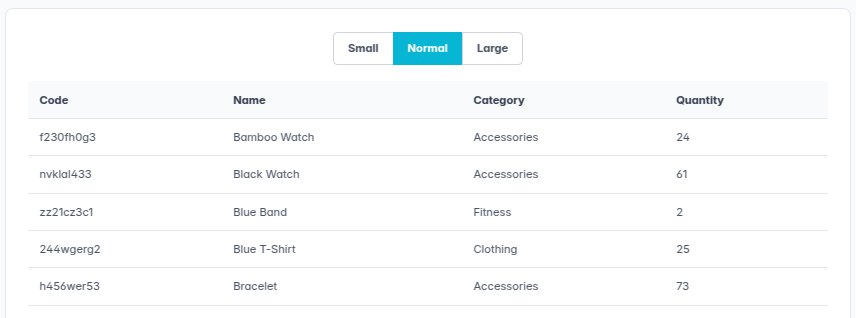 Small Normal Large
Code Name Category Quantity
f230fh0g3 Bamboo Watch Accessories 24
nvklal433 Black Watch Accessories 61
zz21cz3c1 Blue Band Fitness 2
244wgerg2 Blue T-Shirt Clothing 25
h456wer53 Bracelet Accessories 73